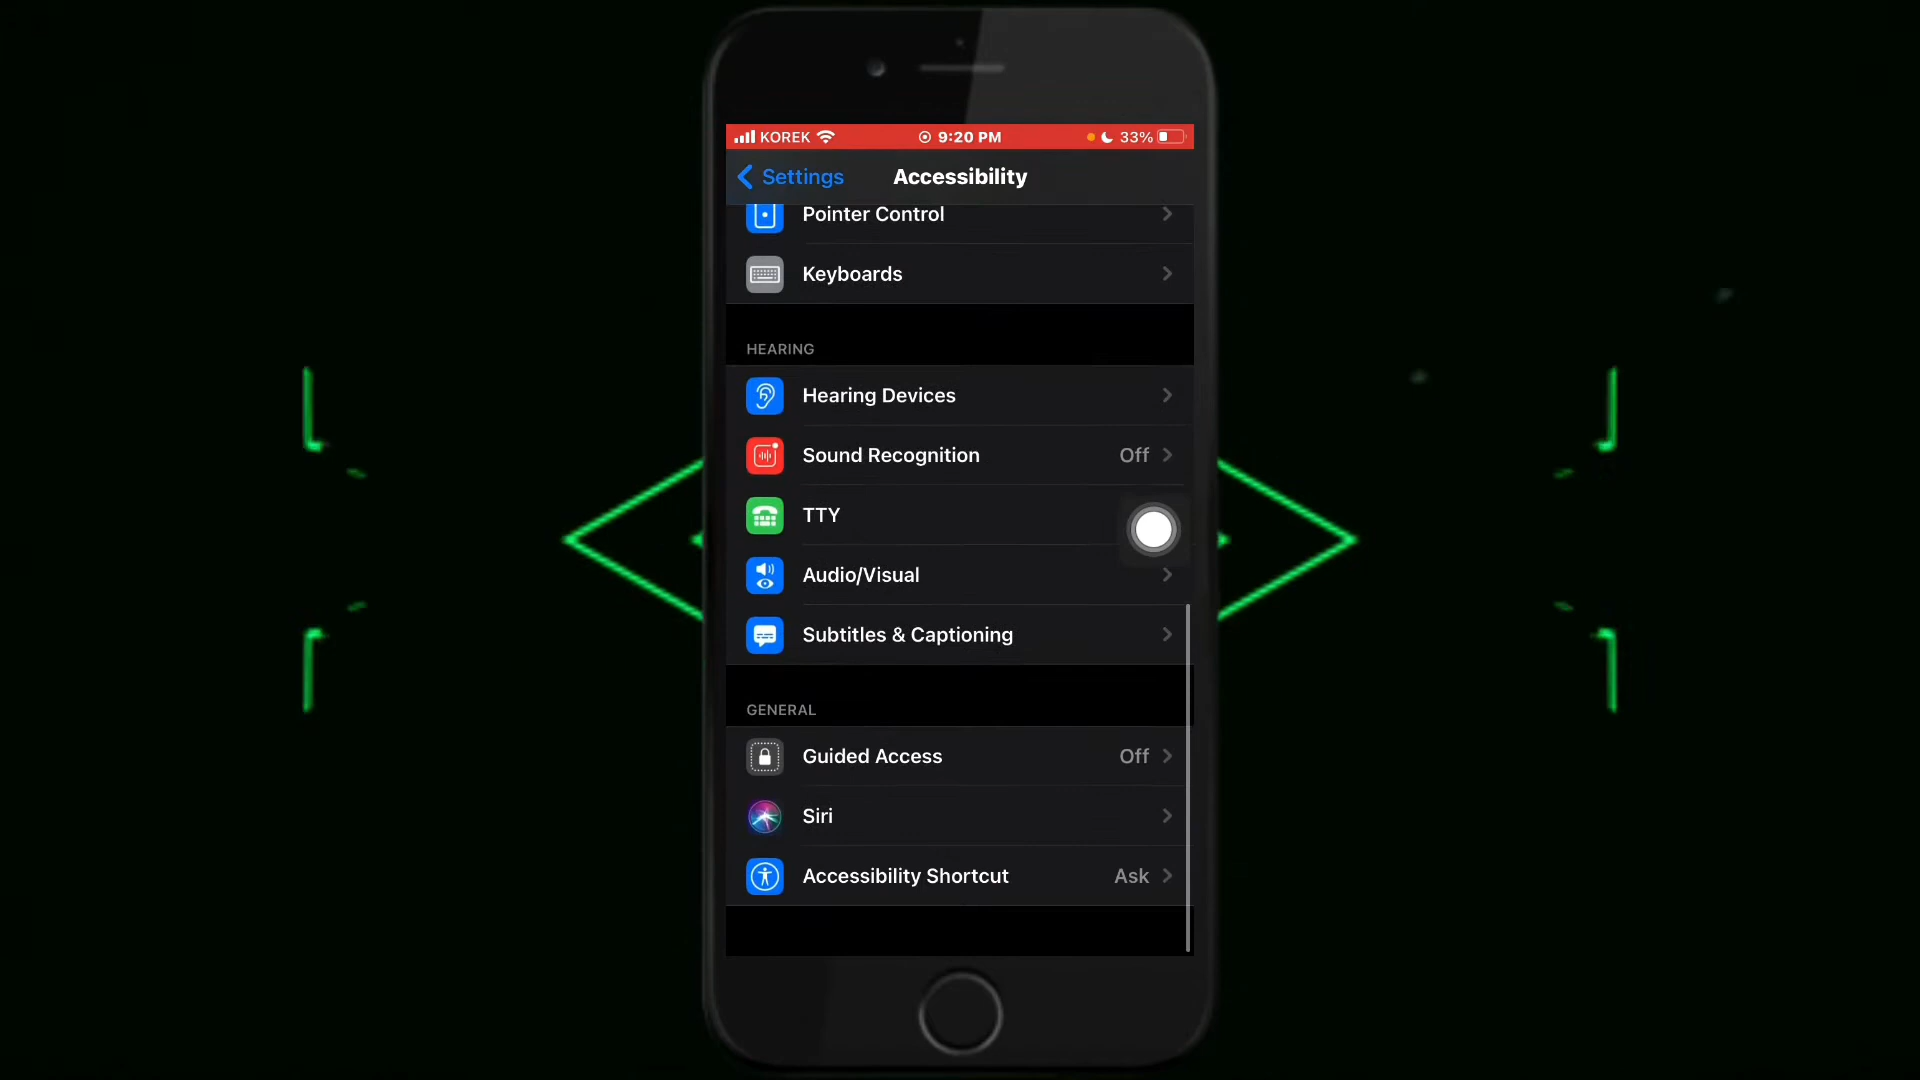 KOREK 9:20 PM 33%
Settings Accessibility
Pointer Control
Keyboards
HEARING
Hearing Devices
Sound Recognition Off
TTY
Audio/Visual
Subtitles & Captioning
GENERAL
Guided Access Off
Siri
Accessibility Shortcut Ask